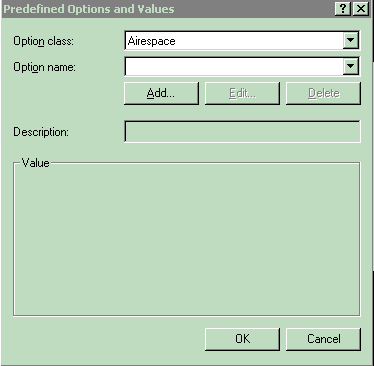 Predefined Options and Values
Option class:
Airespace
Option name:
Add...
Edit...
Delete
Description:
Value
OK
Cancel